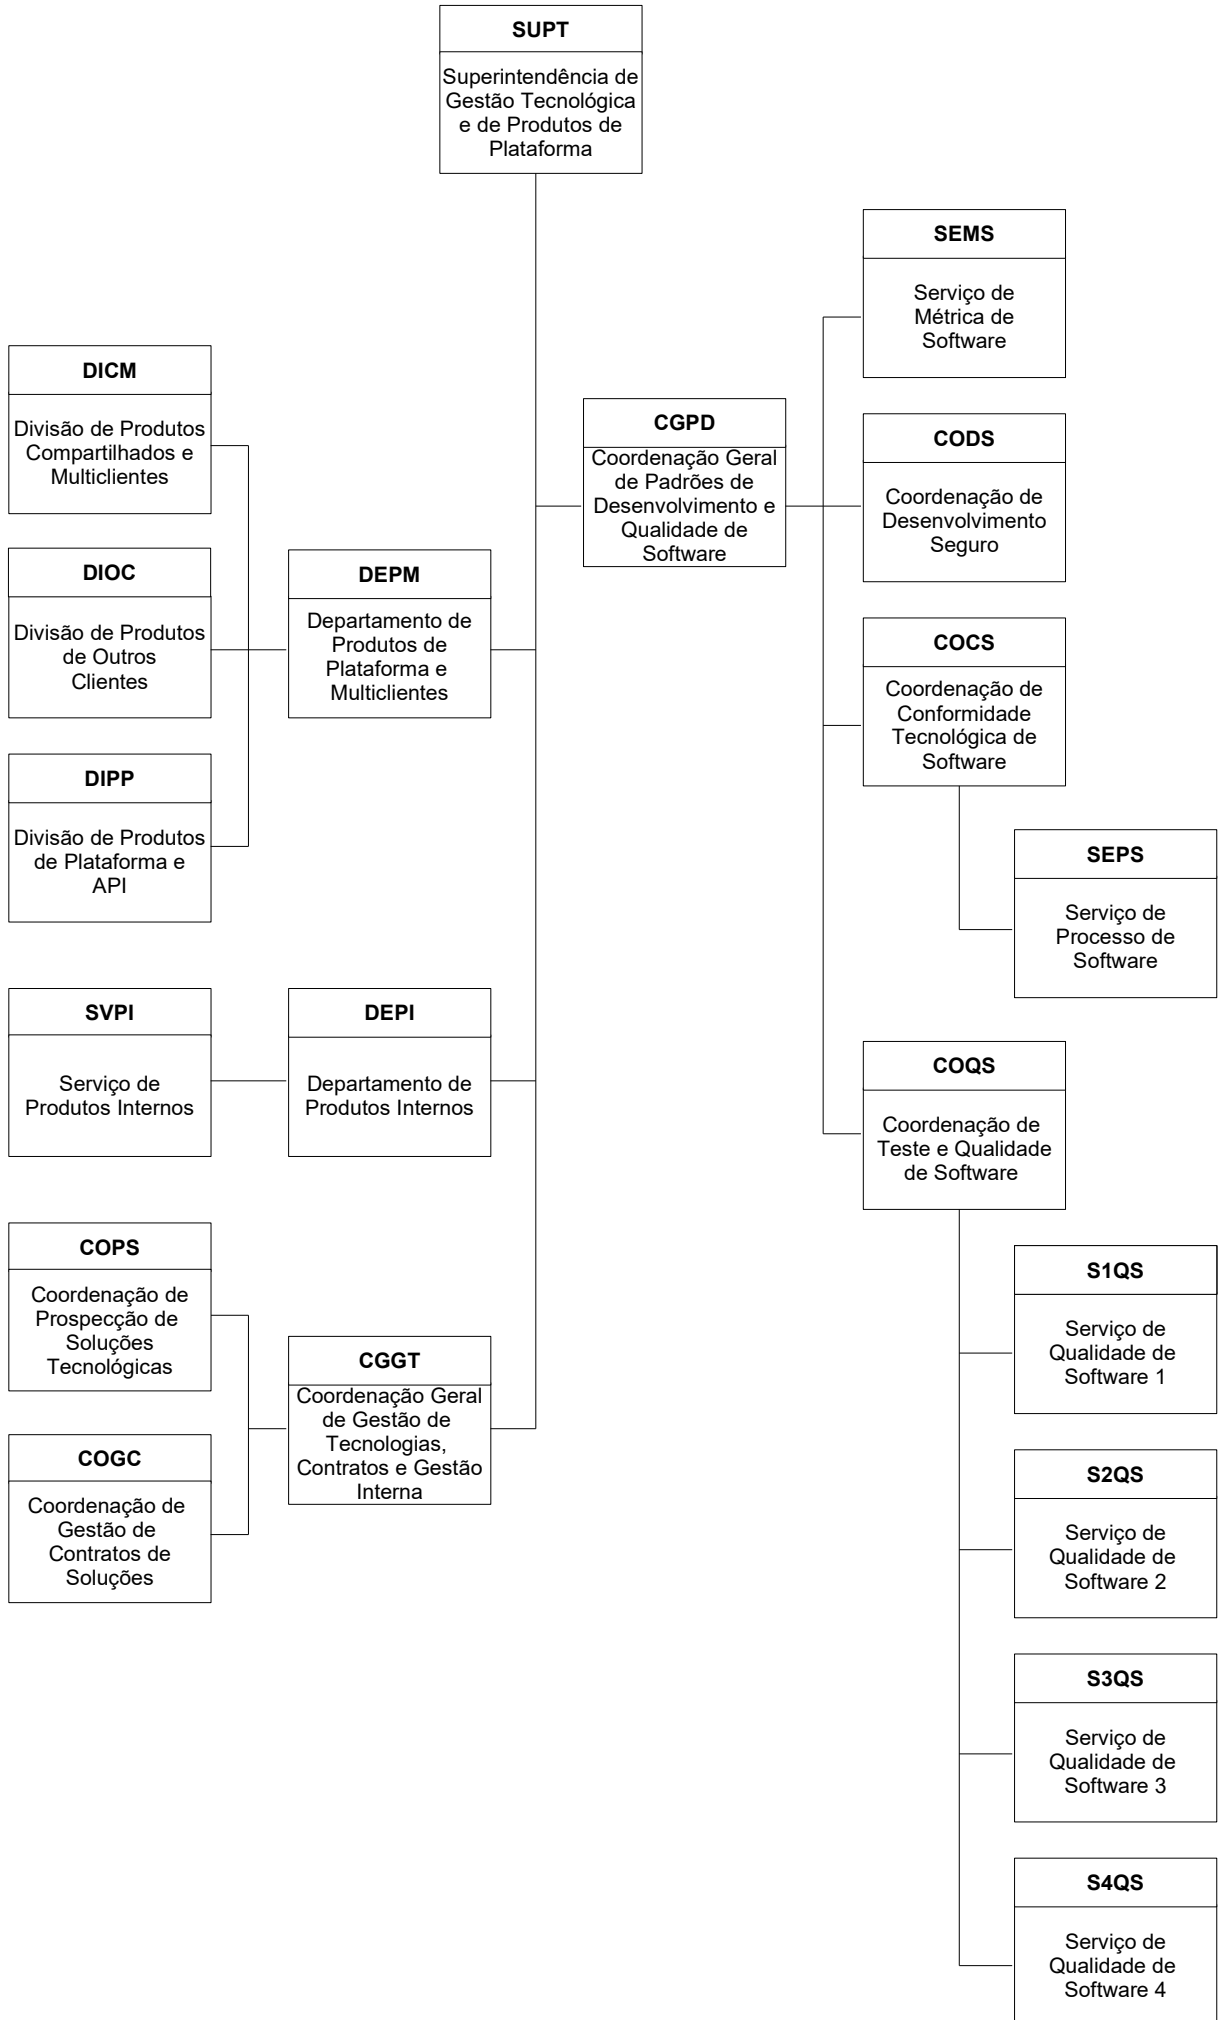 SUPT
Superintendência de
Gestão Tecnológica
e de Produtos de
Plataforma
DICM
Divisão de Produtos
Compartilhados e
Multiclientes
DIOC
Divisão de Produtos
de Outros
Clientes
DIPP
Divisão de Produtos
de Plataforma e
API
DEPM
Departamento de
Produtos de
Plataforma e
Multiclientes
SVPI
Serviço de
Produtos Internos
DEPI
Departamento de
Produtos Internos
COPS
Coordenação de
Prospecção de
Soluções
Tecnológicas
COGC
Coordenação de
Gestão de
Contratos de
Soluções
CGGT
Coordenação Geral
de Gestão de
Tecnologias,
Contratos e Gestão
Interna
CGPD
Coordenação Geral
de Padrões de
Desenvolvimento e
Qualidade de
Software
SEMS
Serviço de
Métrica de
Software
CODS
Coordenação de
Desenvolvimento
Seguro
COCS
Coordenação de
Conformidade
Tecnológica de
Software
SEPS
Serviço de
Processo de
Software
COQS
Coordenação de
Teste e Qualidade
de Software
S1QS
Serviço de
Qualidade de
Software 1
S2QS
Serviço de
Qualidade de
Software 2
S3QS
Serviço de
Qualidade de
Software 3
S4QS
Serviço de
Qualidade de
Software 4